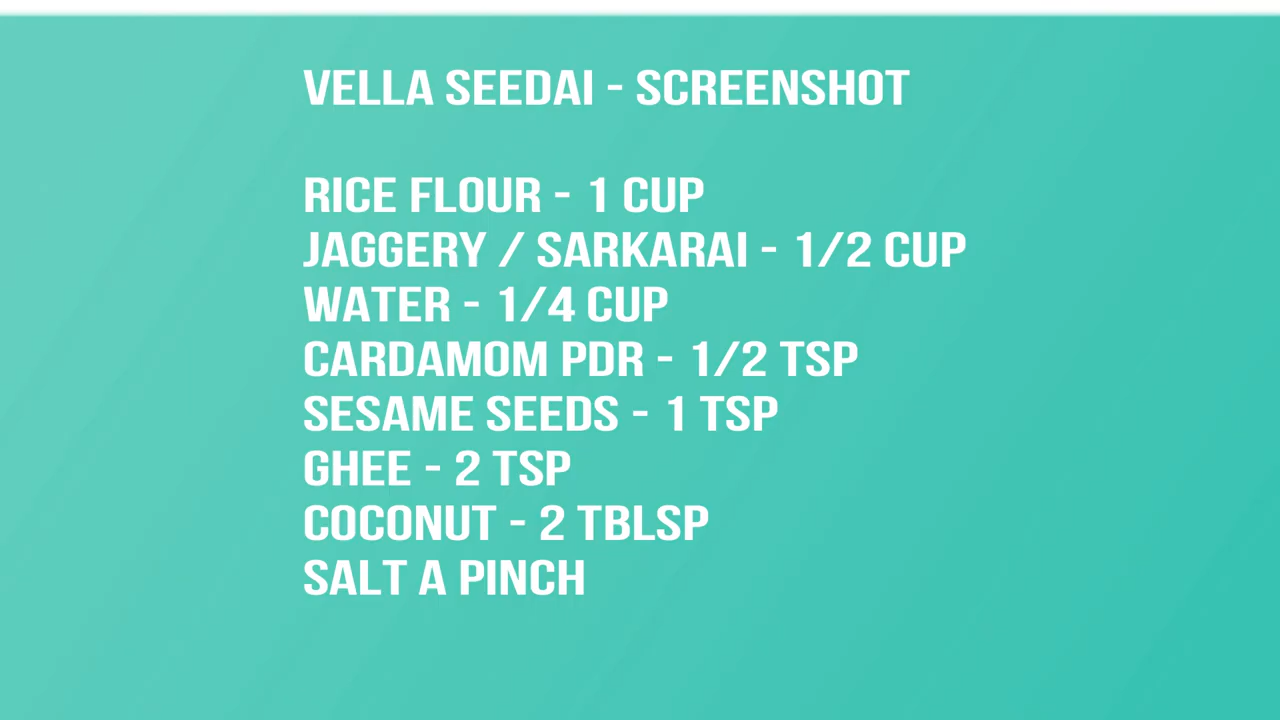 VELLA SEEDAI - SCREENSHOT
RICE FLOUR - 1 CUP
JAGGERY / SARKARAI - 1/2 CUP
WATER - 1/4 CUP
CARDAMOM PDR - 1/2 TSP
SESAME SEEDS - 1 TSP
GHEE - 2 TSP
COCONUT - 2 TBLSP
SALT A PINCH